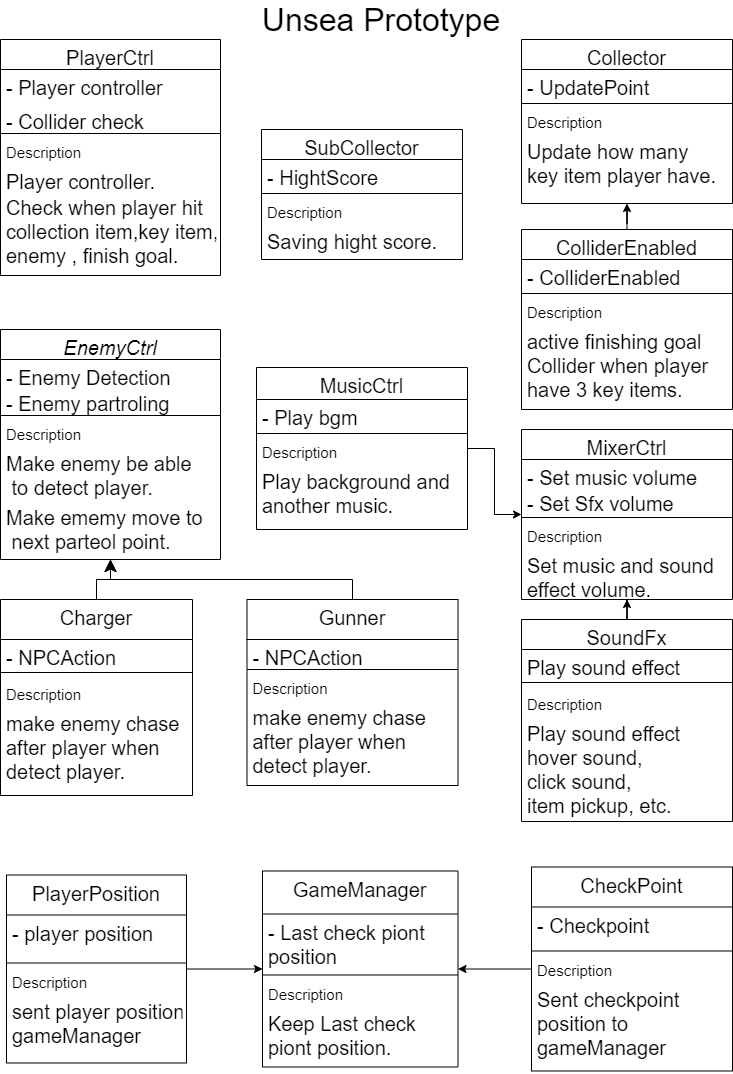 Unsea Prototype
PlayerCtrl
- Player controller
- Collider check
Description
Player controller.
Check when player hit
collection item,key item,
enemy , finish goal.
SubCollector
- HightScore
Description
Saving hight score.
Collector
- UpdatePoint
Description
Update how many
key item player have.
ColliderEnabled
- ColliderEnabled
Description
active finishing goal
Collider when player
have 3 key items.
EnemyCtrl
- Enemy Detection
- Enemy partroling
Description
Make enemy be able
to detect player.
Make ememy move to
next parteol point.
MusicCtrl
- Play bgm
Description
Play background and
another music.
MixerCtrl
- Set music volume
- Set Sfx volume
Description
Set music and sound
effect volume.
Charger
- NPCAction
Description
make enemy chase
after player when
detect player.
Gunner
- NPCAction
Description
make enemy chase
after player when
detect player.
SoundFx
Play sound effect
Description
Play sound effect
hover sound,
click sound,
item pickup, etc.
PlayerPosition
- player position
Description
sent player position
gameManager
GameManager
- Last check piont
position
Description
Keep Last check
piont position.
CheckPoint
- Checkpoint
Description
Sent checkpoint
position to
gameManager